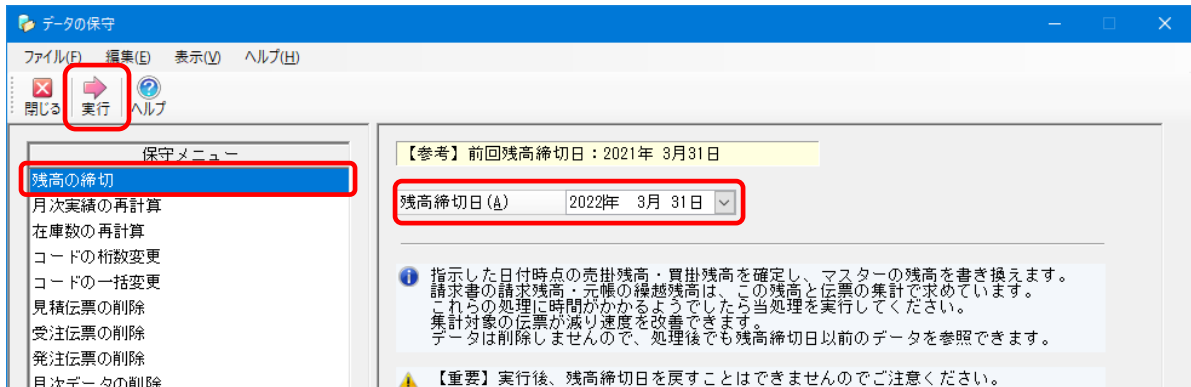 データの保守
ファイル(F) 編集(E) 表示(V) ヘルプ(H)
閉じる 実行 ヘルプ
保守メニュー
残高の締切
月次実績の再計算
在庫数の再計算
コードの桁数変更
コードの一括変更
見積伝票の削除
受注伝票の削除
発注伝票の削除
月次データの削除
【参考】前回残高締切日：2021年 3月31日
残高締切日(A) 2022年 3月 31日
指示した日付時点の売掛残高・買掛残高を確定し、マスターの残高を書き換えます。
請求書の請求残高・元帳の繰越残高は、この残高と伝票の集計で求めています。
これらの処理に時間がかかるようでしたら当処理を実行してください。
集計対象の伝票が減り速度を改善できます。
データは削除しませんので、処理後でも残高締切日以前のデータを参照できます。
【重要】実行後、残高締切日を戻すことはできませんのでご注意ください。